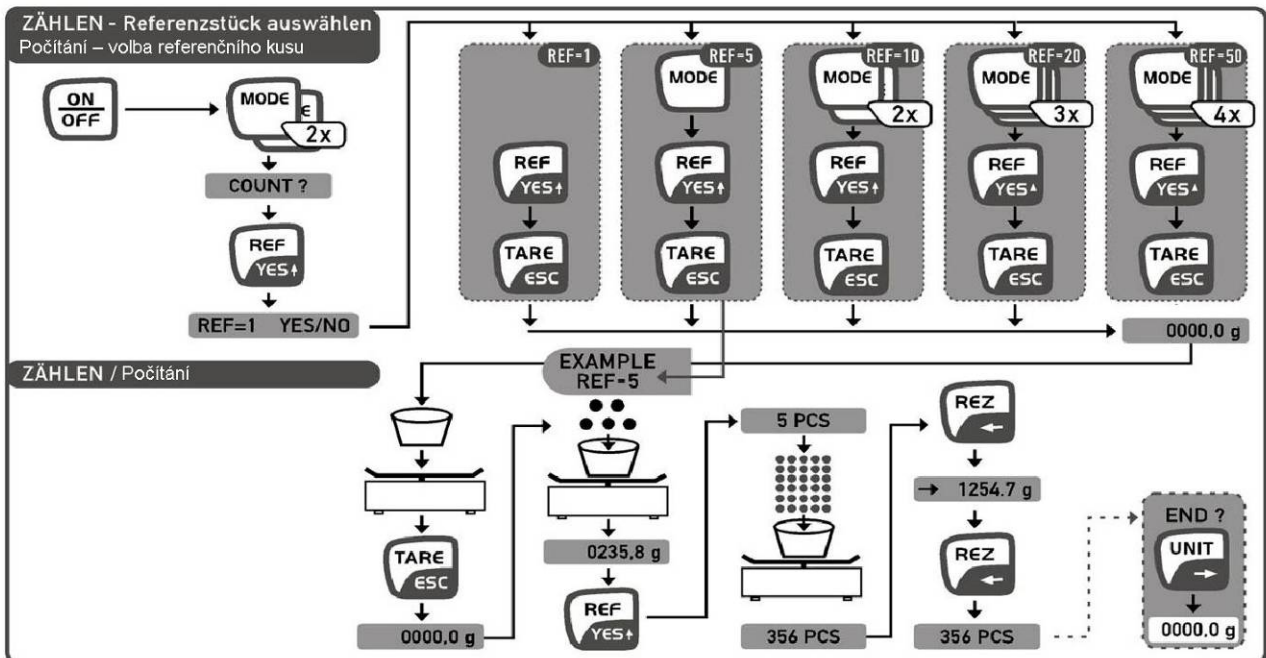 ZÄHLEN - Referenzstück auswählen
Počítání – volba referenčního kusu
ON
OFF
MODE
E
2x
COUNT ?
REF
YES↑
REF=1 YES/NO
REF=1
REF
YES↑
TARE
ESC
REF=5
MODE
REF
YES↑
TARE
ESC
REF=10
MODE
2x
REF
YES↑
TARE
ESC
REF=20
MODE
3x
REF
YES▲
TARE
ESC
REF=50
MODE
4x
REF
YES▲
TARE
ESC
0000,0 g
ZÄHLEN / Počítání
EXAMPLE
REF=5
TARE
ESC
0000,0 g
0235,8 g
REF
YES↑
5 PCS
356 PCS
REZ
←
→ 1254.7 g
REZ
←
356 PCS
END ?
UNIT
→
0000,0 g